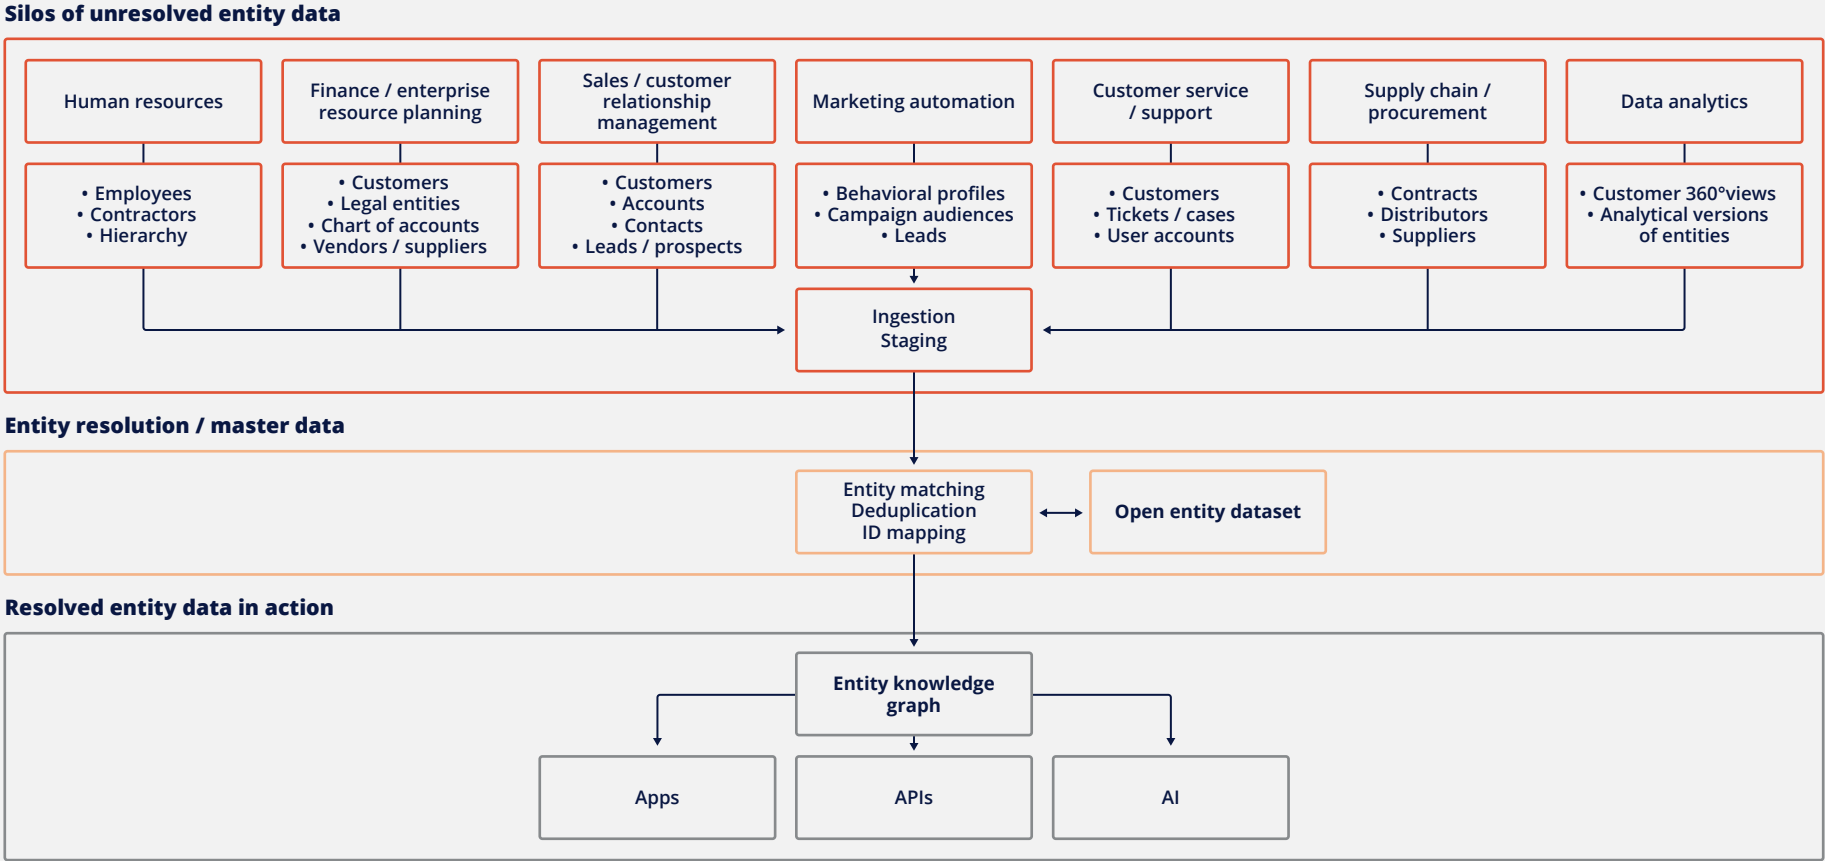 Silos of unresolved entity data
Human resources
Finance / enterprise
resource planning
Sales / customer
relationship
management
Marketing automation
Customer service
/ support
Supply chain /
procurement
Data analytics
• Employees
• Contractors
• Hierarchy
• Customers
• Legal entities
• Chart of accounts
• Vendors / suppliers
• Customers
• Accounts
• Contacts
• Leads / prospects
• Behavioral profiles
• Campaign audiences
• Leads
• Customers
• Tickets / cases
• User accounts
• Contracts
• Distributors
• Suppliers
• Customer 360°views
• Analytical versions
of entities
Ingestion
Staging
Entity resolution / master data
Entity matching
Deduplication
ID mapping
Open entity dataset
Resolved entity data in action
Entity knowledge
graph
Apps
APIs
AI